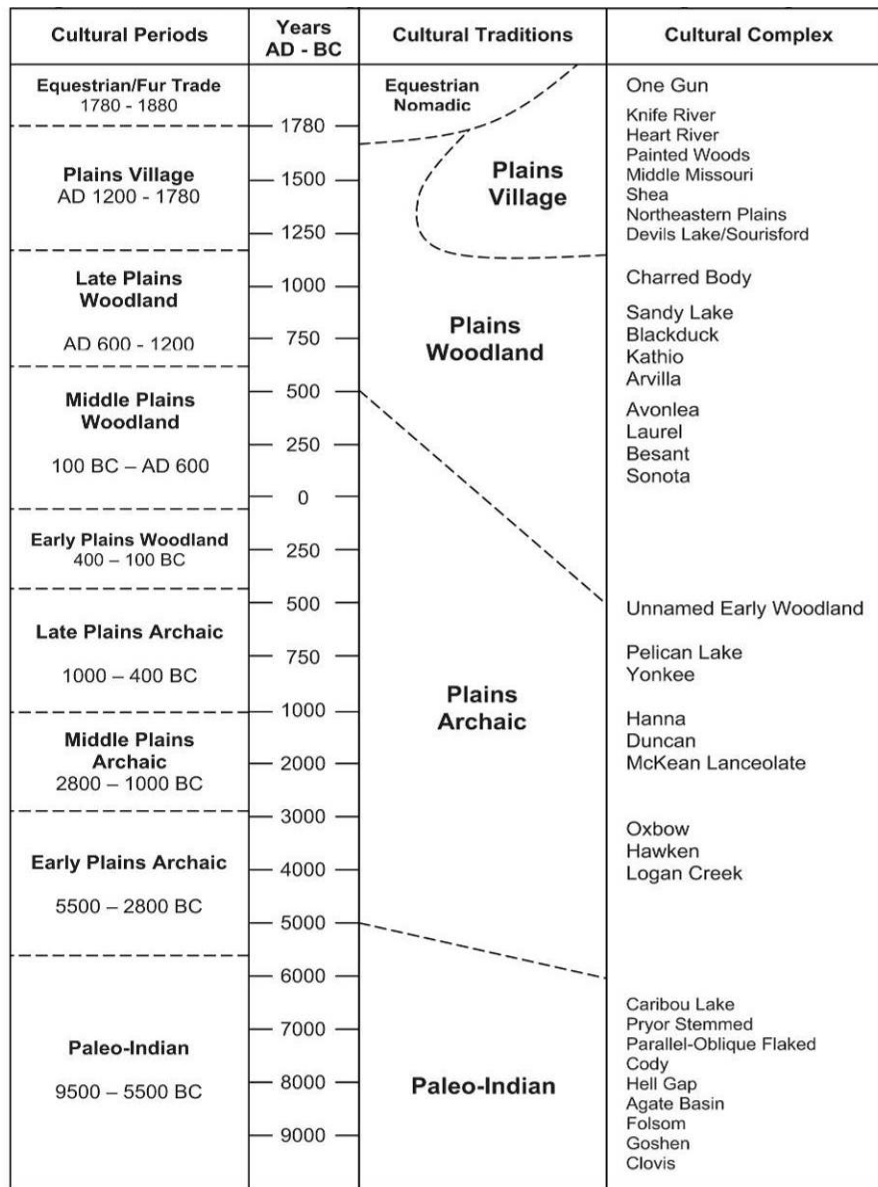 Cultural Periods
Years
AD - BC
Cultural Traditions
Cultural Complex
Equestrian/Fur Trade
1780 - 1880
Plains Village
AD 1200 - 1780
Late Plains
Woodland
AD 600 - 1200
Middle Plains
Woodland
100 BC – AD 600
Early Plains Woodland
400 – 100 BC
Late Plains Archaic
1000 – 400 BC
Middle Plains
Archaic
2800 – 1000 BC
Early Plains Archaic
5500 – 2800 BC
Paleo-Indian
9500 – 5500 BC
1780
1500
1250
1000
750
500
250
0
250
500
750
1000
2000
3000
4000
5000
6000
7000
8000
9000
Equestrian
Nomadic
Plains
Village
Plains
Woodland
Plains
Archaic
Paleo-Indian
One Gun
Knife River
Heart River
Painted Woods
Middle Missouri
Shea
Northeastern Plains
Devils Lake/Sourisford
Charred Body
Sandy Lake
Blackduck
Kathio
Arvilla
Avonlea
Laurel
Besant
Sonota
Unnamed Early Woodland
Pelican Lake
Yonkee
Hanna
Duncan
McKean Lanceolate
Oxbow
Hawken
Logan Creek
Caribou Lake
Pryor Stemmed
Parallel-Oblique Flaked
Cody
Hell Gap
Agate Basin
Folsom
Goshen
Clovis